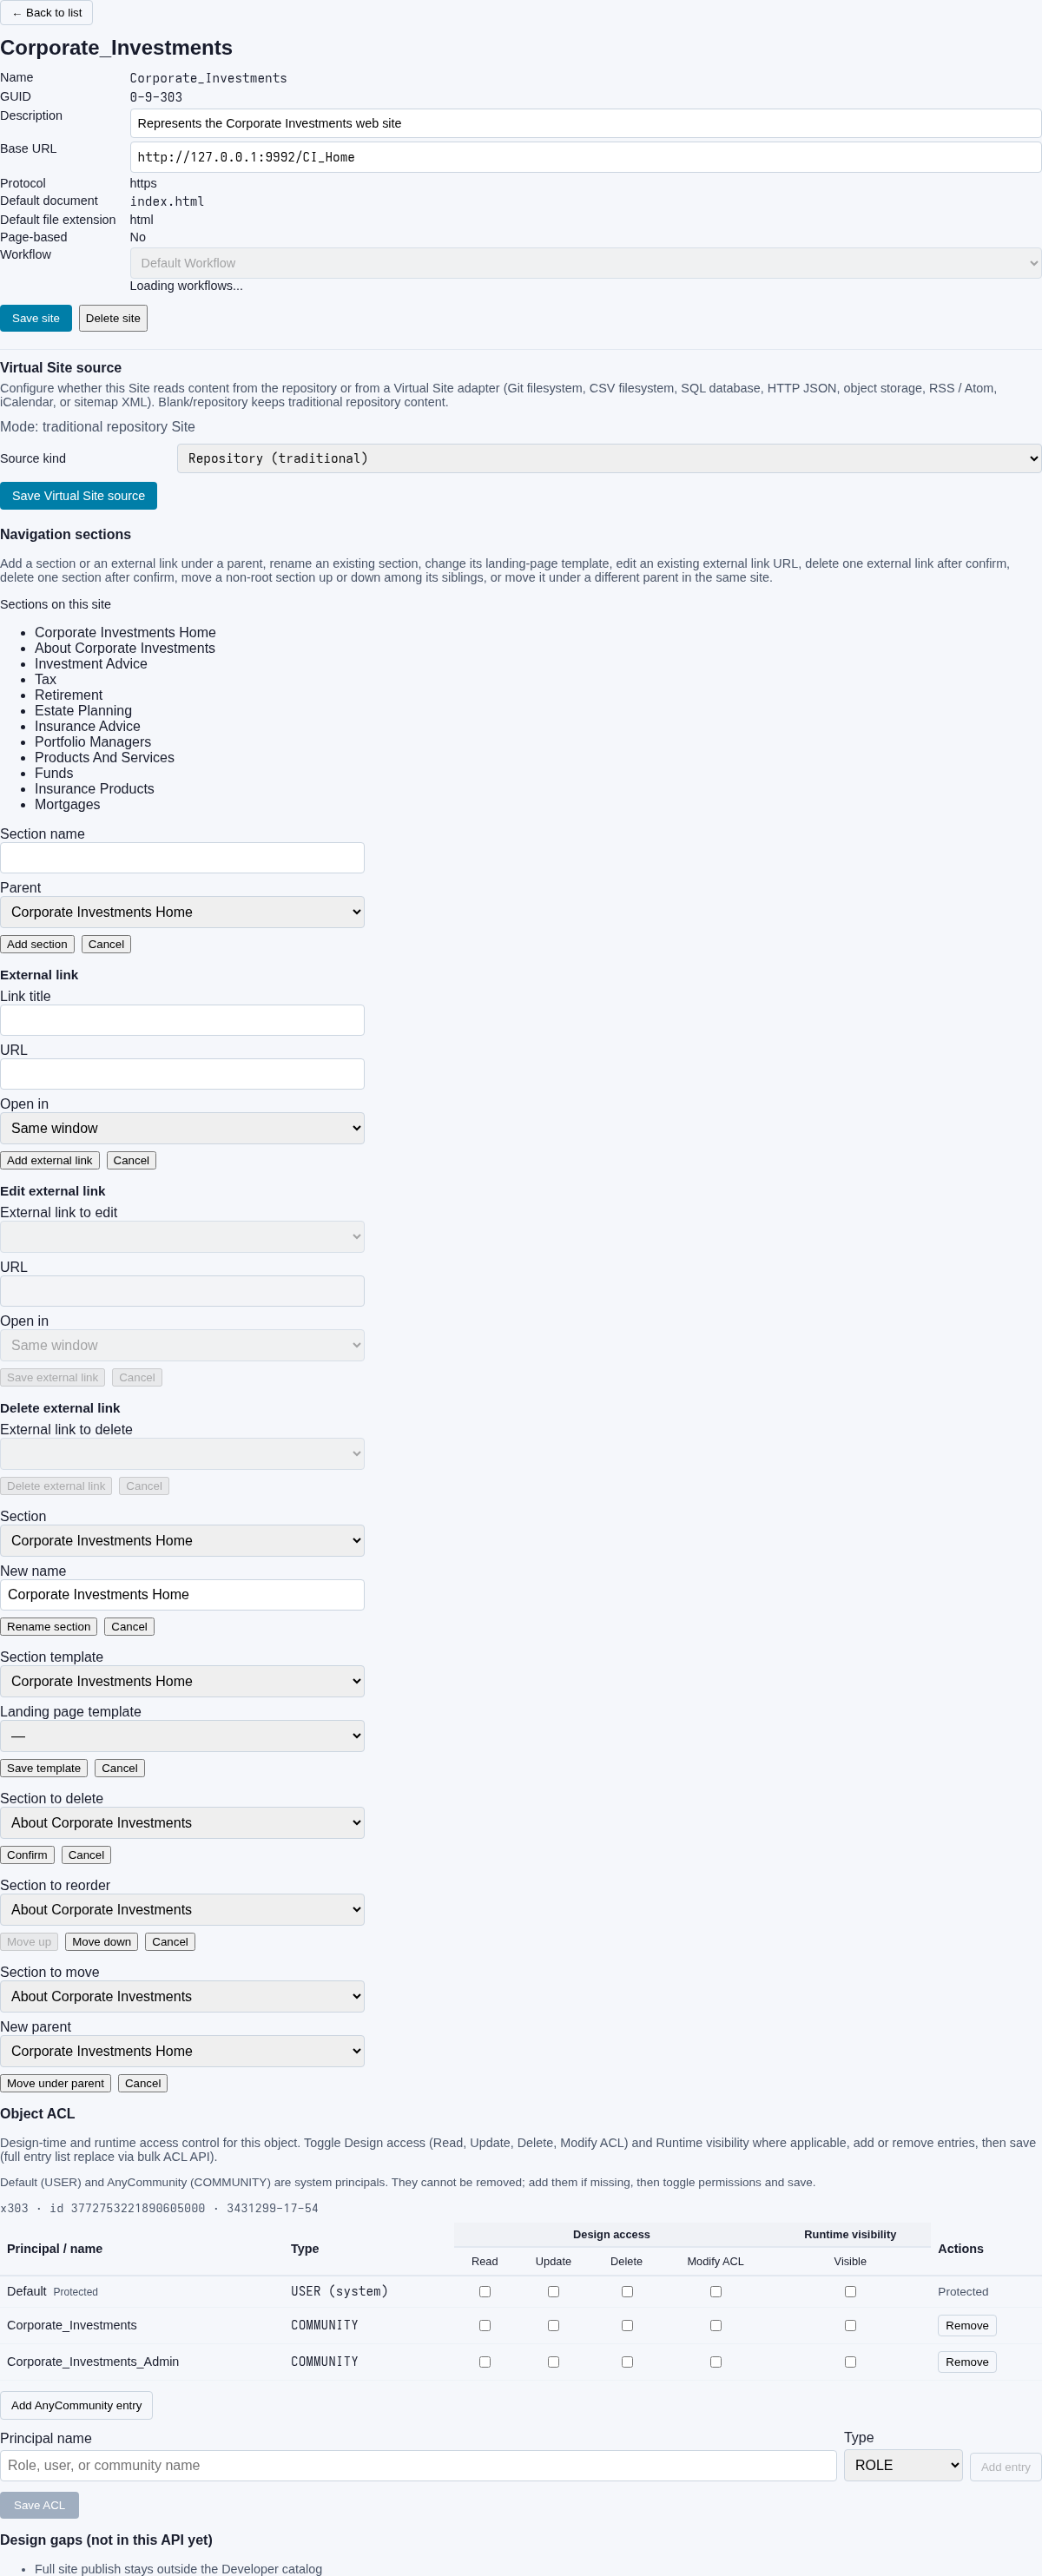 ← Back to list
Corporate_Investments
Name Corporate_Investments
GUID 0-9-303
Description Represents the Corporate Investments web site
Base URL http://127.0.0.1:9992/CI_Home
Protocol https
Default document index.html
Default file extension html
Page-based No
Workflow Default Workflow
Loading workflows...
Save site Delete site
Virtual Site source
Configure whether this Site reads content from the repository or from a Virtual Site adapter (Git filesystem, CSV filesystem, SQL database, HTTP JSON, object storage, RSS / Atom,
iCalendar, or sitemap XML). Blank/repository keeps traditional repository content.
Mode: traditional repository Site
Source kind Repository (traditional)
Save Virtual Site source
Navigation sections
Add a section or an external link under a parent, rename an existing section, change its landing-page template, edit an existing external link URL, delete one external link after confirm,
delete one section after confirm, move a non-root section up or down among its siblings, or move it under a different parent in the same site.
Sections on this site
• Corporate Investments Home
• About Corporate Investments
• Investment Advice
• Tax
• Retirement
• Estate Planning
• Insurance Advice
• Portfolio Managers
• Products And Services
• Funds
• Insurance Products
• Mortgages
Section name
Parent
Corporate Investments Home
Add section Cancel
External link
Link title
URL
Open in
Same window
Add external link Cancel
Edit external link
External link to edit
URL
Open in
Same window
Save external link Cancel
Delete external link
External link to delete
Delete external link Cancel
Section
Corporate Investments Home
New name
Corporate Investments Home
Rename section Cancel
Section template
Corporate Investments Home
Landing page template
—
Save template Cancel
Section to delete
About Corporate Investments
Confirm Cancel
Section to reorder
About Corporate Investments
Move up Move down Cancel
Section to move
About Corporate Investments
New parent
Corporate Investments Home
Move under parent Cancel
Object ACL
Design-time and runtime access control for this object. Toggle Design access (Read, Update, Delete, Modify ACL) and Runtime visibility where applicable, add or remove entries, then save
(full entry list replace via bulk ACL API).
Default (USER) and AnyCommunity (COMMUNITY) are system principals. They cannot be removed; add them if missing, then toggle permissions and save.
x303 · id 3772753221890605000 · 3431299-17-54
Principal / name Type Design access Runtime visibility Actions
Read Update Delete Modify ACL Visible
Default Protected USER (system) Protected
Corporate_Investments COMMUNITY Remove
Corporate_Investments_Admin COMMUNITY Remove
Add AnyCommunity entry
Principal name Type
Role, user, or community name ROLE Add entry
Save ACL
Design gaps (not in this API yet)
• Full site publish stays outside the Developer catalog